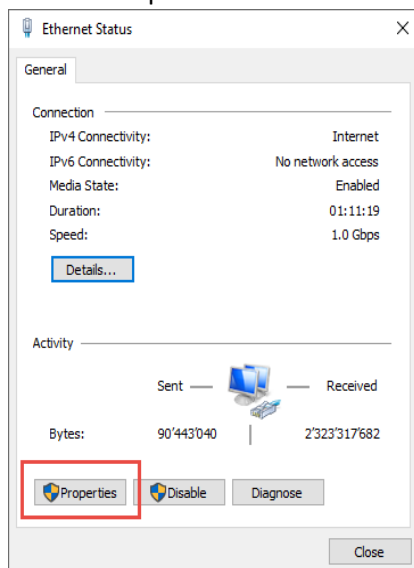 Ethernet Status
General
Connection
IPv4 Connectivity: Internet
IPv6 Connectivity: No network access
Media State: Enabled
Duration: 01:11:19
Speed: 1.0 Gbps
Details...
Activity
Sent Received
Bytes: 90'443'040 2'323'317'682
Properties Disable Diagnose
Close